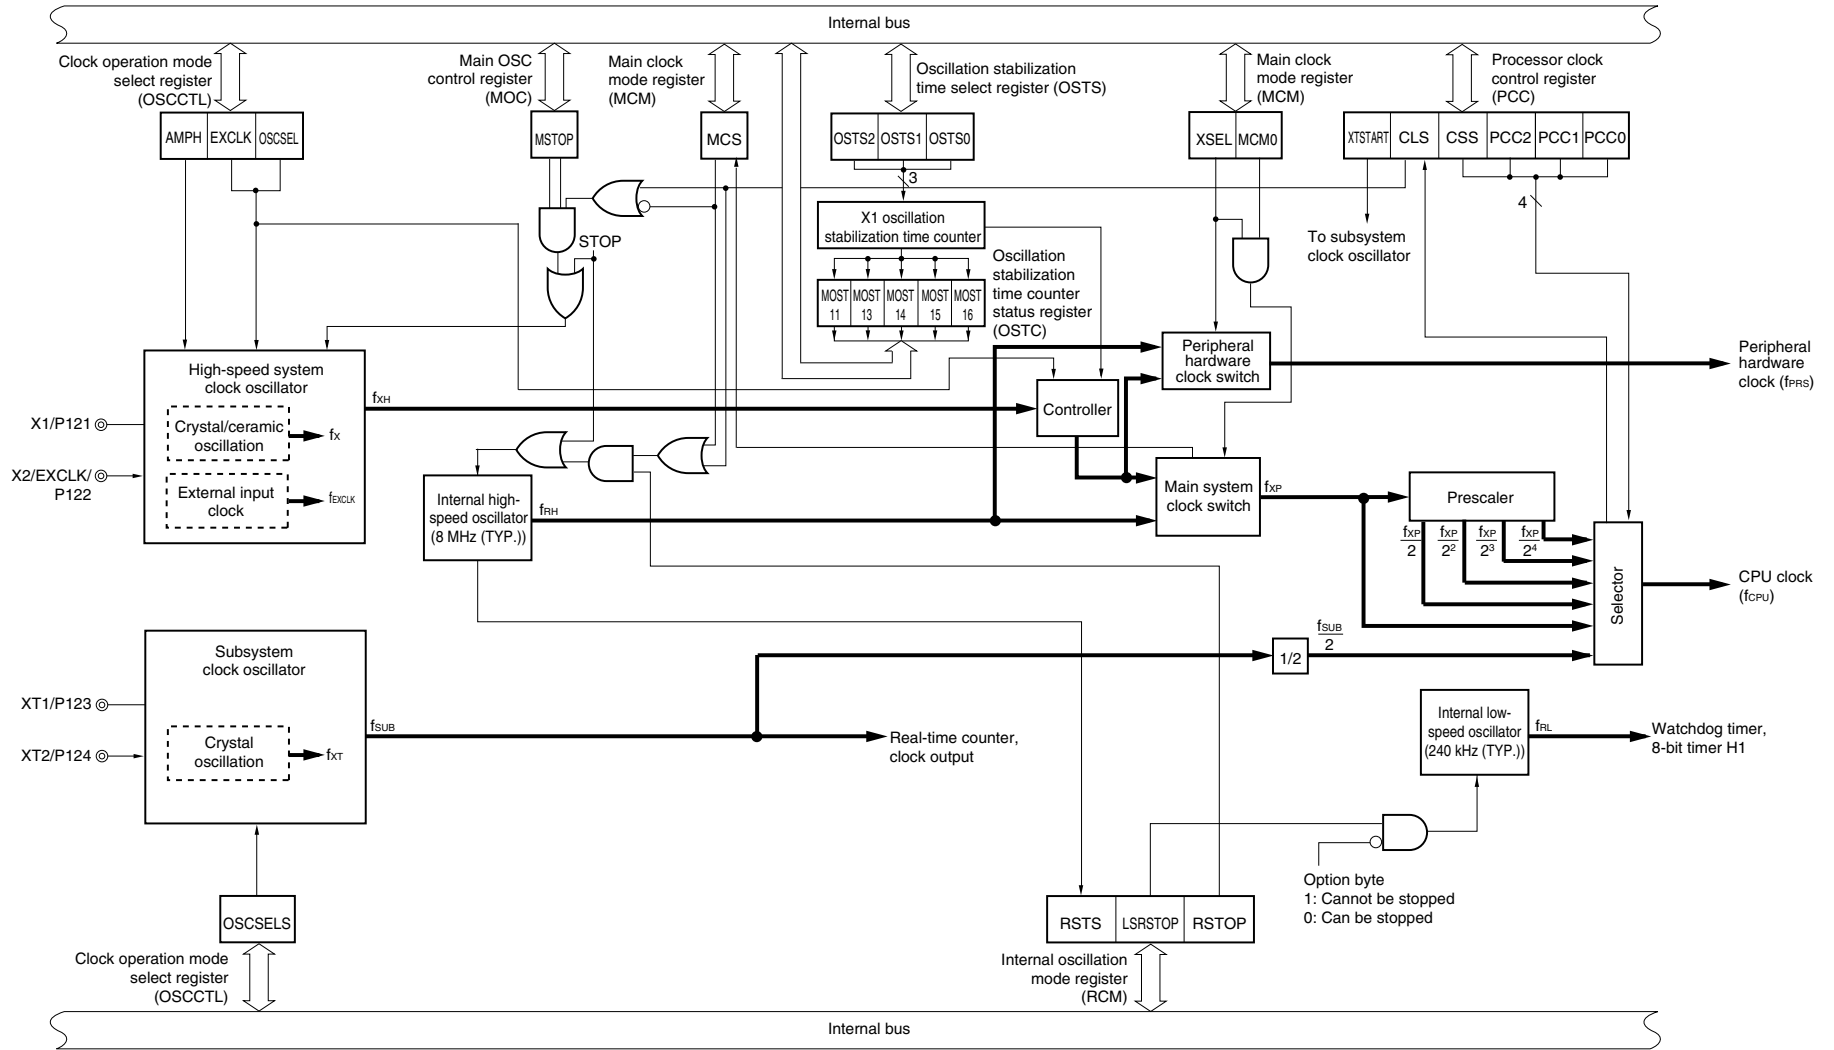 Internal bus
Clock operation mode
select register
(OSCCTL)
Main OSC
control register
(MOC)
Main clock
mode register
(MCM)
Oscillation stabilization
time select register (OSTS)
Main clock
mode register
(MCM)
Processor clock
control register
(PCC)
AMPH EXCLK OSCSEL
MSTOP
MCS
OSTS2 OSTS1 OSTS0
XSEL MCM0
XTSTART CLS CSS PCC2 PCC1 PCC0
3
4
X1 oscillation
stabilization time counter
STOP
To subsystem
clock oscillator
Oscillation
stabilization
time counter
status register
(OSTC)
MOST 11
MOST 13
MOST 14
MOST 15
MOST 16
High-speed system
clock oscillator
Crystal/ceramic
oscillation
fX
External input
clock
fEXCLK
X1/P121
X2/EXCLK/
P122
fXH
Controller
Peripheral
hardware
clock switch
Peripheral
hardware
clock (fPRS)
Internal high-
speed oscillator
(8 MHz (TYP.))
fRH
Main system
clock switch
fXP
Prescaler
fXP
2
fXP
2²
fXP
2³
fXP
2⁴
Selector
CPU clock
(fCPU)
fSUB
2
1/2
Subsystem
clock oscillator
Crystal
oscillation
fXT
XT1/P123
XT2/P124
fSUB
Real-time counter,
clock output
Internal low-
speed oscillator
(240 kHz (TYP.))
fRL
Watchdog timer,
8-bit timer H1
Option byte
1: Cannot be stopped
0: Can be stopped
OSCSELS
RSTS LSRSTOP RSTOP
Clock operation mode
select register
(OSCCTL)
Internal oscillation
mode register
(RCM)
Internal bus